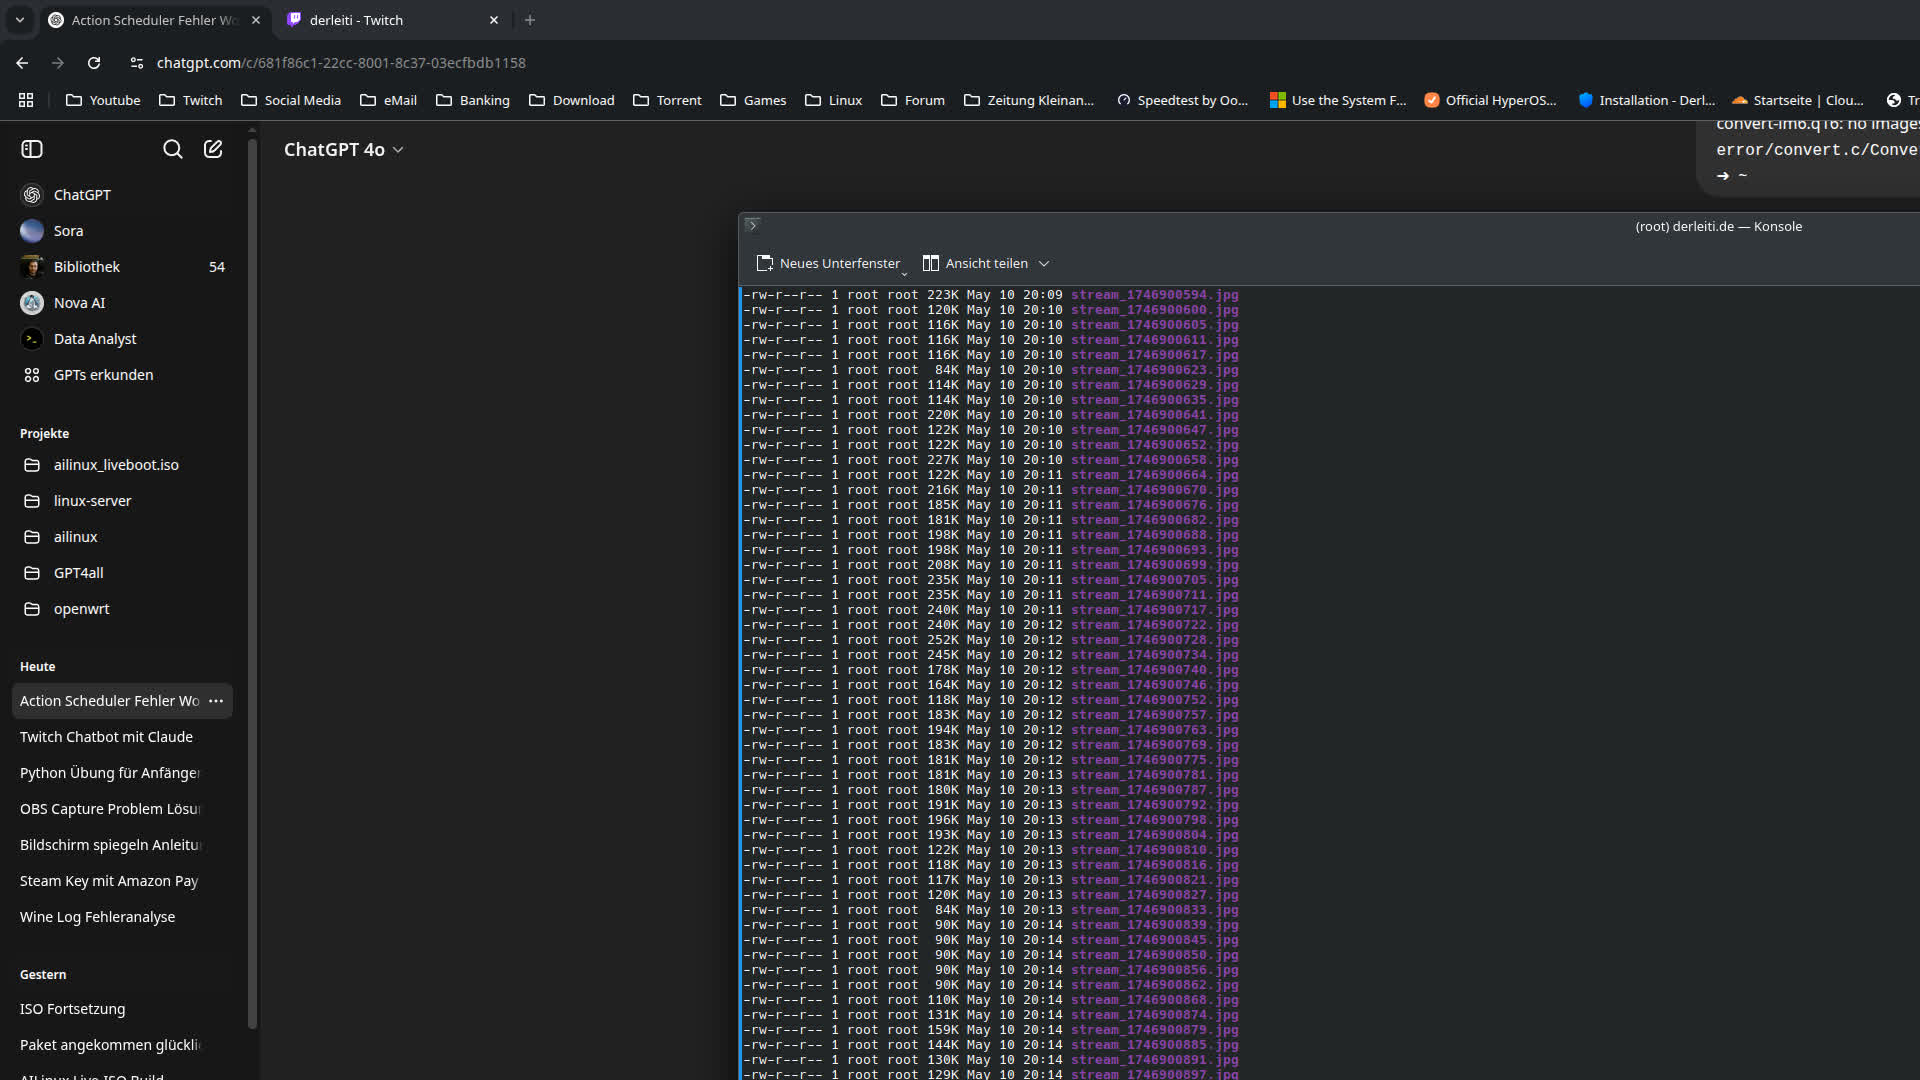 Action Scheduler Fehler Wo
derleiti - Twitch
chatgpt.com/c/681f86c1-22cc-8001-8c37-03ecfbdb1158
Youtube
Twitch
Social Media
eMail
Banking
Download
Torrent
Games
Linux
Forum
Zeitung Kleinan...
Speedtest by Oo...
Use the System F...
Official HyperOS...
Installation - Derl...
Startseite | Clou...
Tr
ChatGPT 4o
convert-im6.q16: no images
error/convert.c/Conve
➜ ~
ChatGPT
Sora
Bibliothek 54
Nova AI
Data Analyst
GPTs erkunden
Projekte
ailinux_liveboot.iso
linux-server
ailinux
GPT4all
openwrt
Heute
Action Scheduler Fehler Wo
Twitch Chatbot mit Claude
Python Übung für Anfänger
OBS Capture Problem Lösu
Bildschirm spiegeln Anleitu
Steam Key mit Amazon Pay
Wine Log Fehleranalyse
Gestern
ISO Fortsetzung
Paket angekommen glückli
AILinux Live ISO Build
(root) derleiti.de — Konsole
Neues Unterfenster
Ansicht teilen
-rw-r--r-- 1 root root 223K May 10 20:09 stream_1746900594.jpg
-rw-r--r-- 1 root root 120K May 10 20:10 stream_1746900600.jpg
-rw-r--r-- 1 root root 116K May 10 20:10 stream_1746900605.jpg
-rw-r--r-- 1 root root 116K May 10 20:10 stream_1746900611.jpg
-rw-r--r-- 1 root root 116K May 10 20:10 stream_1746900617.jpg
-rw-r--r-- 1 root root  84K May 10 20:10 stream_1746900623.jpg
-rw-r--r-- 1 root root 114K May 10 20:10 stream_1746900629.jpg
-rw-r--r-- 1 root root 114K May 10 20:10 stream_1746900635.jpg
-rw-r--r-- 1 root root 220K May 10 20:10 stream_1746900641.jpg
-rw-r--r-- 1 root root 122K May 10 20:10 stream_1746900647.jpg
-rw-r--r-- 1 root root 122K May 10 20:10 stream_1746900652.jpg
-rw-r--r-- 1 root root 227K May 10 20:10 stream_1746900658.jpg
-rw-r--r-- 1 root root 122K May 10 20:11 stream_1746900664.jpg
-rw-r--r-- 1 root root 216K May 10 20:11 stream_1746900670.jpg
-rw-r--r-- 1 root root 185K May 10 20:11 stream_1746900676.jpg
-rw-r--r-- 1 root root 181K May 10 20:11 stream_1746900682.jpg
-rw-r--r-- 1 root root 198K May 10 20:11 stream_1746900688.jpg
-rw-r--r-- 1 root root 198K May 10 20:11 stream_1746900693.jpg
-rw-r--r-- 1 root root 208K May 10 20:11 stream_1746900699.jpg
-rw-r--r-- 1 root root 235K May 10 20:11 stream_1746900705.jpg
-rw-r--r-- 1 root root 235K May 10 20:11 stream_1746900711.jpg
-rw-r--r-- 1 root root 240K May 10 20:11 stream_1746900717.jpg
-rw-r--r-- 1 root root 240K May 10 20:12 stream_1746900722.jpg
-rw-r--r-- 1 root root 252K May 10 20:12 stream_1746900728.jpg
-rw-r--r-- 1 root root 245K May 10 20:12 stream_1746900734.jpg
-rw-r--r-- 1 root root 178K May 10 20:12 stream_1746900740.jpg
-rw-r--r-- 1 root root 164K May 10 20:12 stream_1746900746.jpg
-rw-r--r-- 1 root root 118K May 10 20:12 stream_1746900752.jpg
-rw-r--r-- 1 root root 183K May 10 20:12 stream_1746900757.jpg
-rw-r--r-- 1 root root 194K May 10 20:12 stream_1746900763.jpg
-rw-r--r-- 1 root root 183K May 10 20:12 stream_1746900769.jpg
-rw-r--r-- 1 root root 181K May 10 20:12 stream_1746900775.jpg
-rw-r--r-- 1 root root 181K May 10 20:13 stream_1746900781.jpg
-rw-r--r-- 1 root root 180K May 10 20:13 stream_1746900787.jpg
-rw-r--r-- 1 root root 191K May 10 20:13 stream_1746900792.jpg
-rw-r--r-- 1 root root 196K May 10 20:13 stream_1746900798.jpg
-rw-r--r-- 1 root root 193K May 10 20:13 stream_1746900804.jpg
-rw-r--r-- 1 root root 122K May 10 20:13 stream_1746900810.jpg
-rw-r--r-- 1 root root 118K May 10 20:13 stream_1746900816.jpg
-rw-r--r-- 1 root root 117K May 10 20:13 stream_1746900821.jpg
-rw-r--r-- 1 root root 120K May 10 20:13 stream_1746900827.jpg
-rw-r--r-- 1 root root  84K May 10 20:13 stream_1746900833.jpg
-rw-r--r-- 1 root root  90K May 10 20:14 stream_1746900839.jpg
-rw-r--r-- 1 root root  90K May 10 20:14 stream_1746900845.jpg
-rw-r--r-- 1 root root  90K May 10 20:14 stream_1746900850.jpg
-rw-r--r-- 1 root root  90K May 10 20:14 stream_1746900856.jpg
-rw-r--r-- 1 root root  90K May 10 20:14 stream_1746900862.jpg
-rw-r--r-- 1 root root 110K May 10 20:14 stream_1746900868.jpg
-rw-r--r-- 1 root root 131K May 10 20:14 stream_1746900874.jpg
-rw-r--r-- 1 root root 159K May 10 20:14 stream_1746900879.jpg
-rw-r--r-- 1 root root 144K May 10 20:14 stream_1746900885.jpg
-rw-r--r-- 1 root root 130K May 10 20:14 stream_1746900891.jpg
-rw-r--r-- 1 root root 129K May 10 20:14 stream_1746900897.jpg